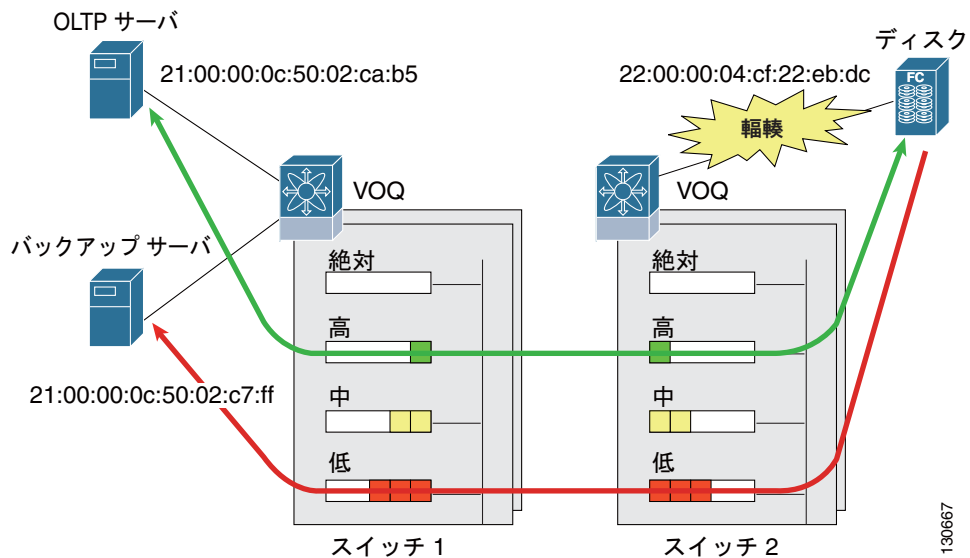 OLTP サーバ
21:00:00:0c:50:02:ca:b5
22:00:00:04:cf:22:eb:dc
ディスク
FC
輻輳
VOQ
VOQ
バックアップ サーバ
21:00:00:0c:50:02:c7:ff
絶対
高
中
低
絶対
高
中
低
スイッチ 1
スイッチ 2
130667